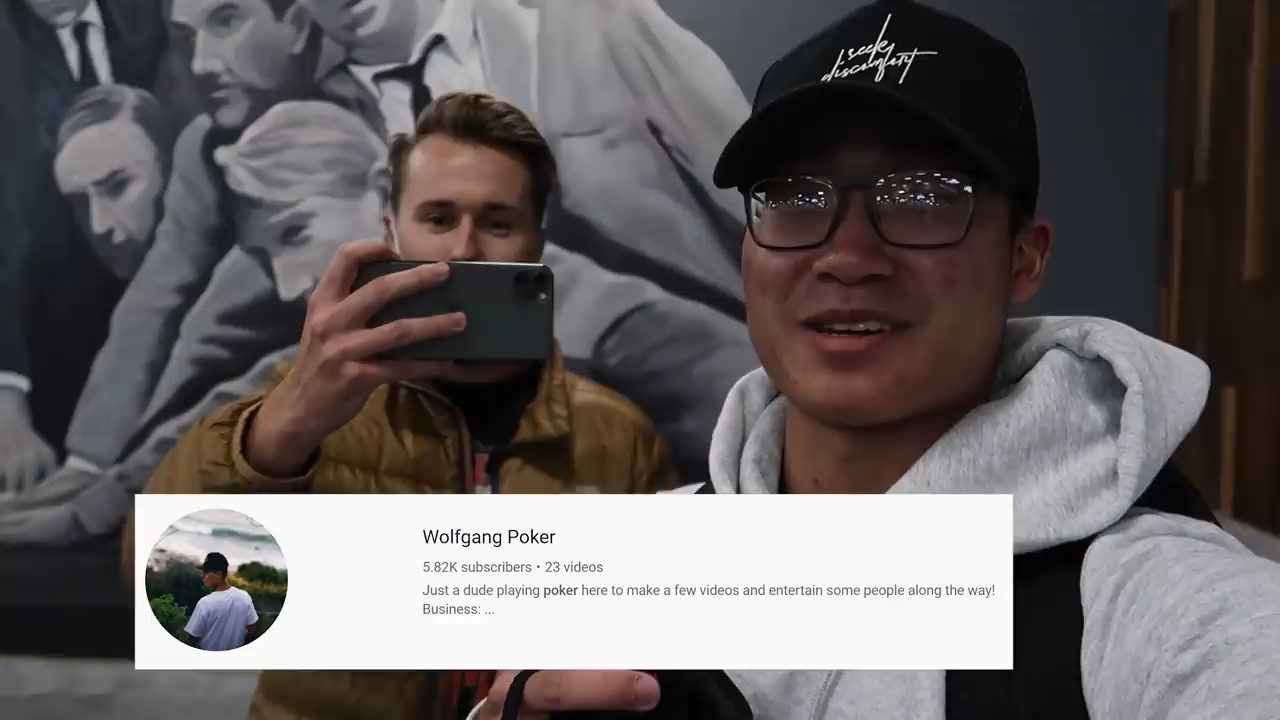 seek
discomfort
Wolfgang Poker
5.82K subscribers • 23 videos
Just a dude playing poker here to make a few videos and entertain some people along the way!
Business: ...